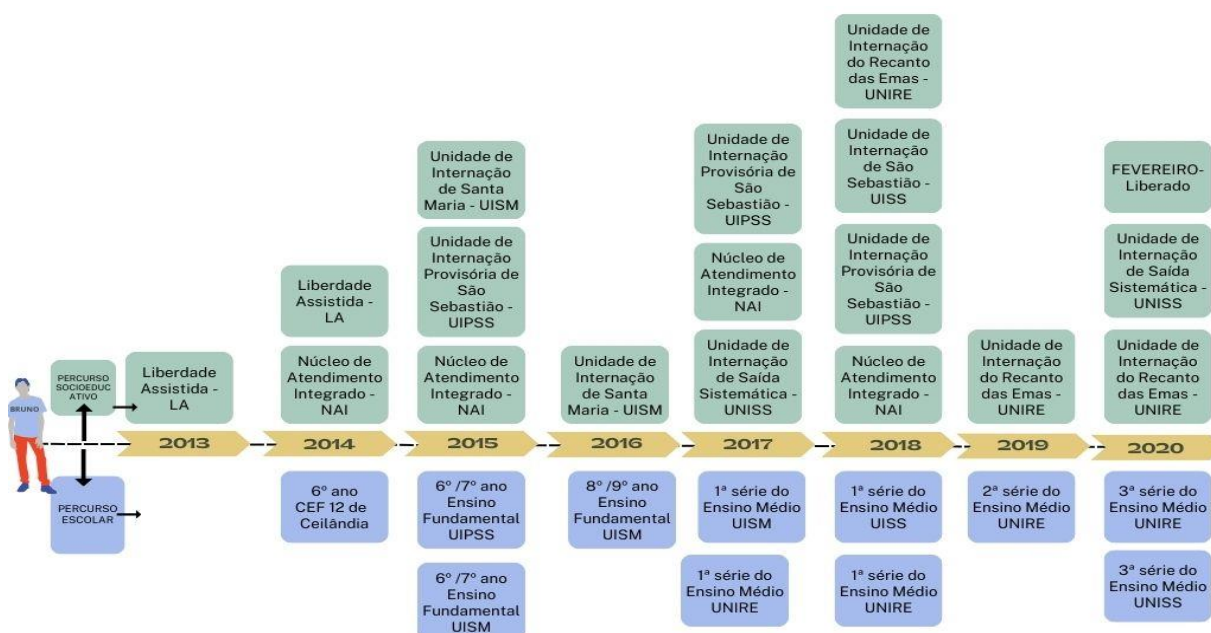 BRUNO
PERCURSO
SOCIOEDUC
ATIVO
PERCURSO
ESCOLAR
Liberdade
Assistida -
LA
2013
Liberdade
Assistida -
LA
Núcleo de
Atendimento
Integrado -
NAI
2014
6º ano
CEF 12 de
Ceilândia
Unidade de
Internação
de Santa
Maria - UISM
Unidade de
Internação
Provisória de
São
Sebastião -
UIPSS
Núcleo de
Atendimento
Integrado -
NAI
2015
6º /7º ano
Ensino
Fundamental
UIPSS
6º /7º ano
Ensino
Fundamental
UISM
Unidade de
Internação
de Santa
Maria - UISM
2016
8º /9º ano
Ensino
Fundamental
UISM
Unidade de
Internação
Provisória de
São
Sebastião -
UIPSS
Núcleo de
Atendimento
Integrado -
NAI
Unidade de
Internação
de Saída
Sistemática -
UNISS
2017
1ª série do
Ensino Médio
UISM
1ª série do
Ensino Médio
UNIRE
Unidade de
Internação
do Recanto
das Emas -
UNIRE
Unidade de
Internação
de São
Sebastião -
UISS
Unidade de
Internação
Provisória de
São
Sebastião -
UIPSS
Núcleo de
Atendimento
Integrado -
NAI
2018
1ª série do
Ensino Médio
UISS
1ª série do
Ensino Médio
UNIRE
Unidade de
Internação
do Recanto
das Emas -
UNIRE
2019
2ª série do
Ensino Médio
UNIRE
FEVEREIRO-
Liberado
Unidade de
Internação
de Saída
Sistemática -
UNISS
Unidade de
Internação
do Recanto
das Emas -
UNIRE
2020
3ª série do
Ensino Médio
UNIRE
3ª série do
Ensino Médio
UNISS